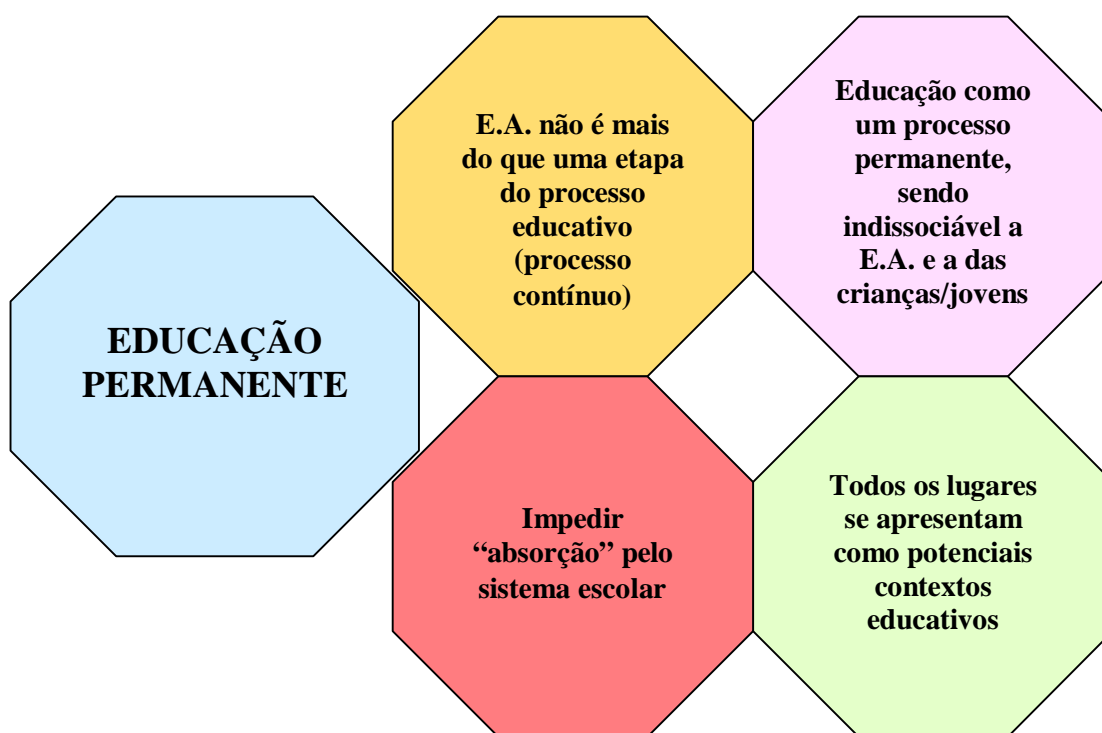 EDUCAÇÃO
PERMANENTE
E.A. não é mais
do que uma etapa
do processo
educativo
(processo
contínuo)
Educação como
um processo
permanente,
sendo
indissociável a
E.A. e a das
crianças/jovens
Impedir
“absorção” pelo
sistema escolar
Todos os lugares
se apresentam
como potenciais
contextos
educativos